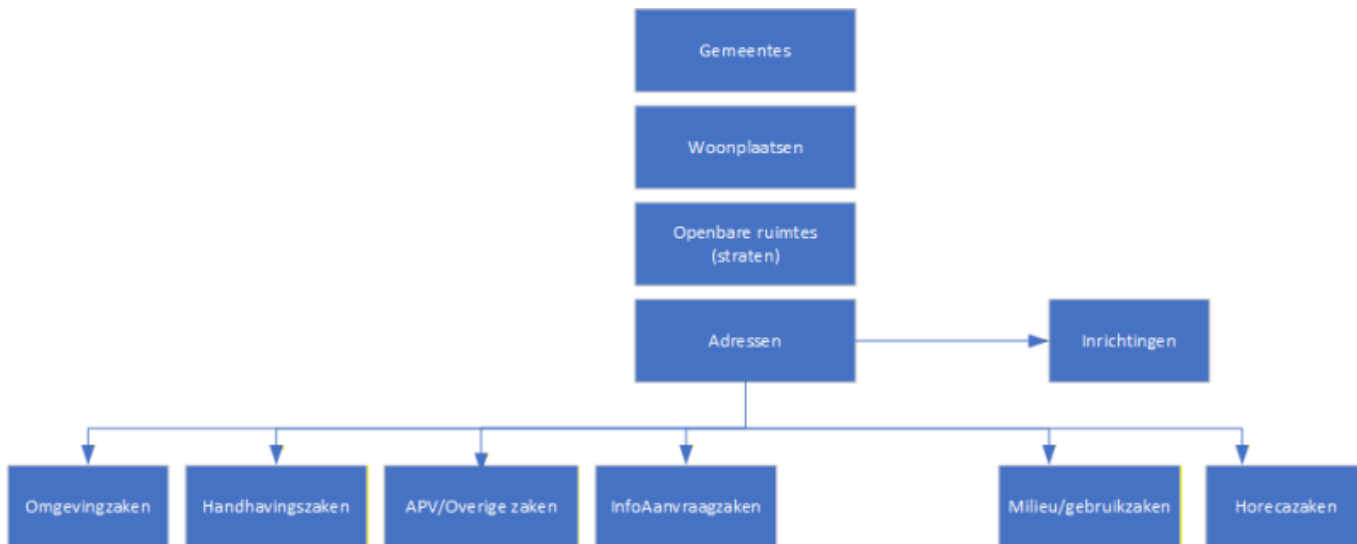 Gemeentes
Woonplaatsen
Openbare ruimtes
(straten)
Adressen
Inrichtingen
Omgevingzaken
Handhavingszaken
APV/Overige zaken
InfoAanvraagzaken
Milieu/gebruikzaken
Horecazaken